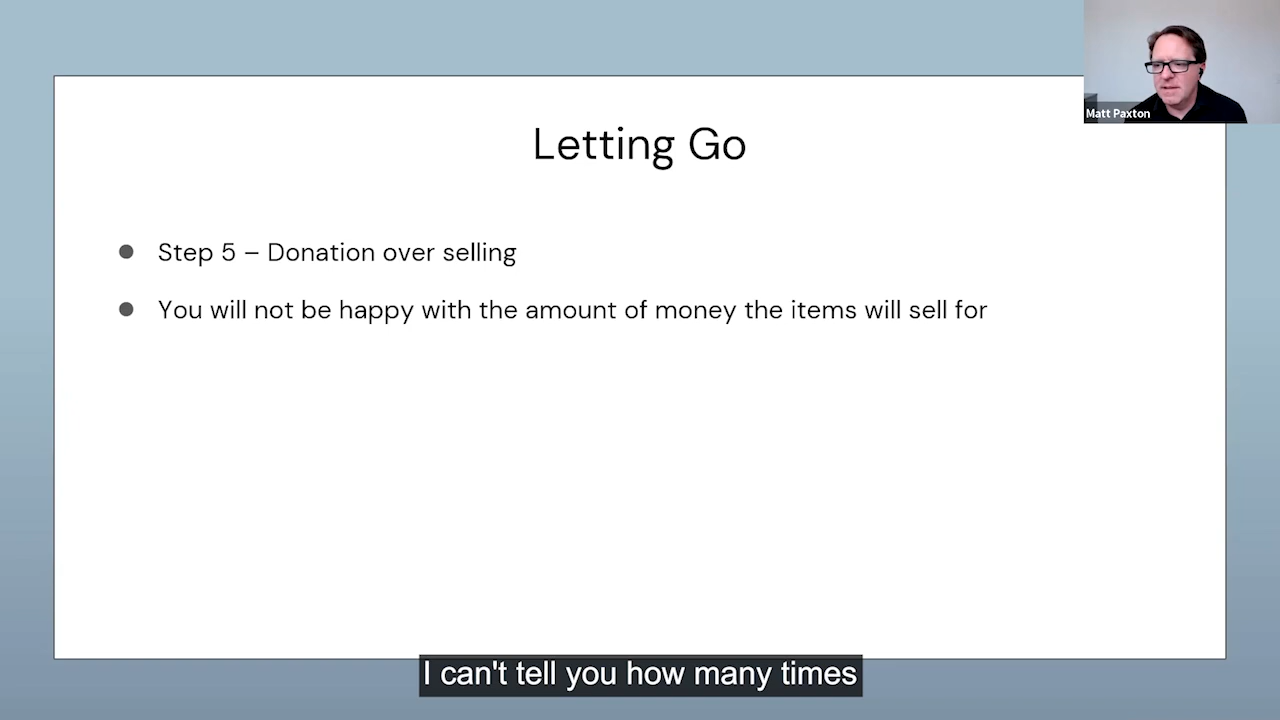 Matt Paxton
Letting Go
Step 5 – Donation over selling
You will not be happy with the amount of money the items will sell for
I can't tell you how many times